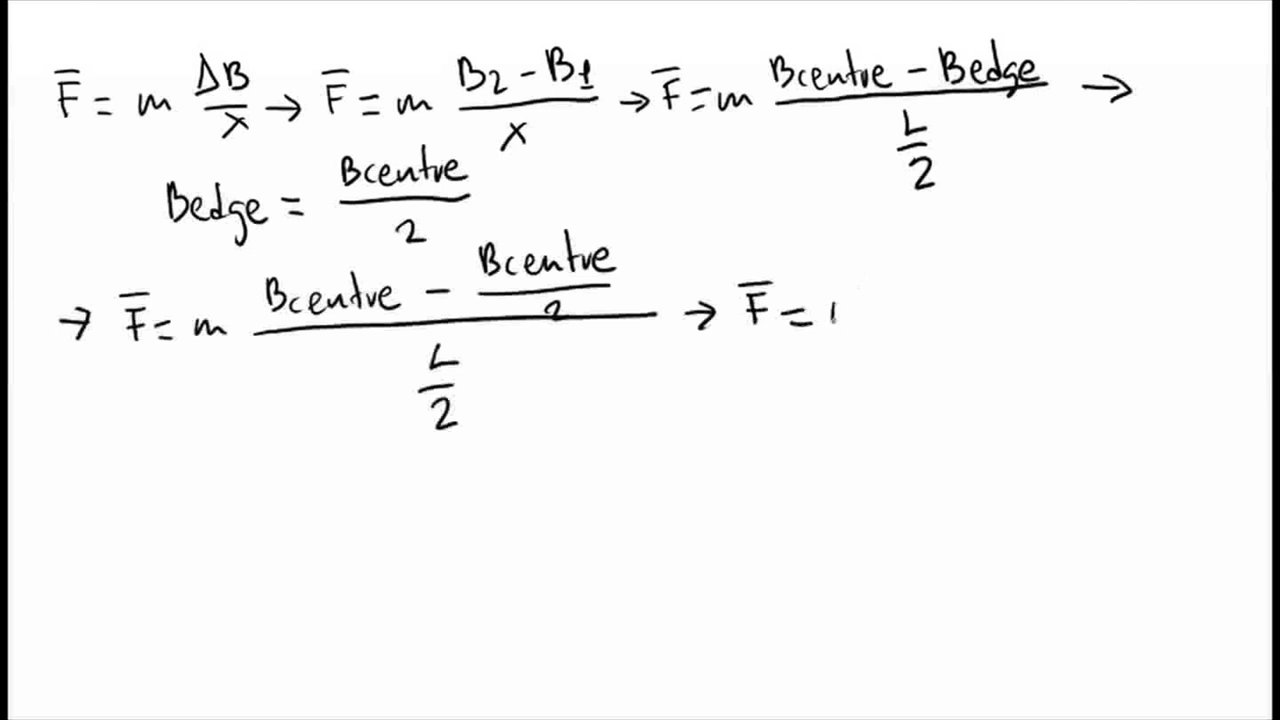 F̅ = m ΔB/x → F̅ = m (B2 − B1)/x → F̅ = m (Bcentre − Bedge)/(L/2) →
Bedge = Bcentre/2
→ F̅ = m (Bcentre − Bcentre/2)/(L/2) → F̅ =